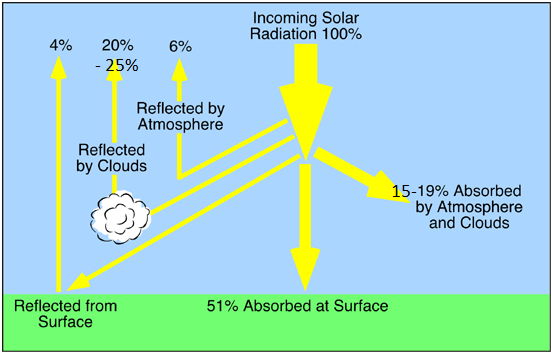 Incoming Solar
Radiation 100%
4%
20%
- 25%
6%
Reflected by
Atmosphere
Reflected
by Clouds
15-19% Absorbed
by Atmosphere
and Clouds
Reflected from
Surface
51% Absorbed at Surface